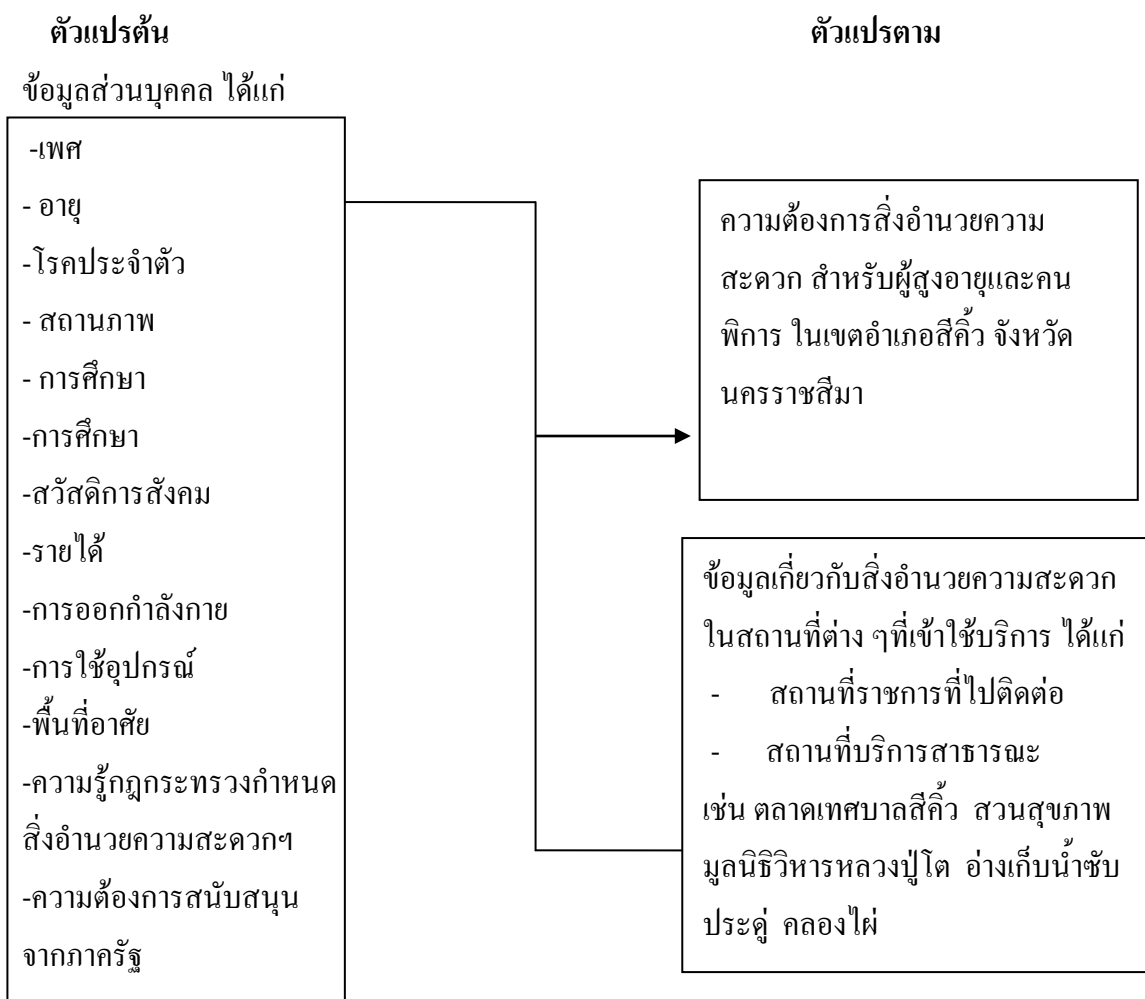 ตัวแปรต้น
ตัวแปรตาม
ข้อมูลส่วนบุคคล ได้แก่
-เพศ
- อายุ
-โรคประจำตัว
- สถานภาพ
- การศึกษา
-การศึกษา
-สวัสดิการสังคม
-รายได้
-การออกกำลังกาย
-การใช้อุปกรณ์
-พื้นที่อาศัย
-ความรู้กฎกระทรวงกำหนด
สิ่งอำนวยความสะดวกฯ
-ความต้องการสนับสนุน
จากภาครัฐ
ความต้องการสิ่งอำนวยความ
สะดวก สำหรับผู้สูงอายุและคน
พิการ ในเขตอำเภอสีคิ้ว จังหวัด
นครราชสีมา
ข้อมูลเกี่ยวกับสิ่งอำนวยความสะดวก
ในสถานที่ต่าง ๆที่เข้าใช้บริการ ได้แก่
- สถานที่ราชการที่ไปติดต่อ
- สถานที่บริการสาธารณะ
เช่น ตลาดเทศบาลสีคิ้ว สวนสุขภาพ
มูลนิธิวิหารหลวงปู่โต อ่างเก็บน้ำซับ
ประดู่ คลองไผ่